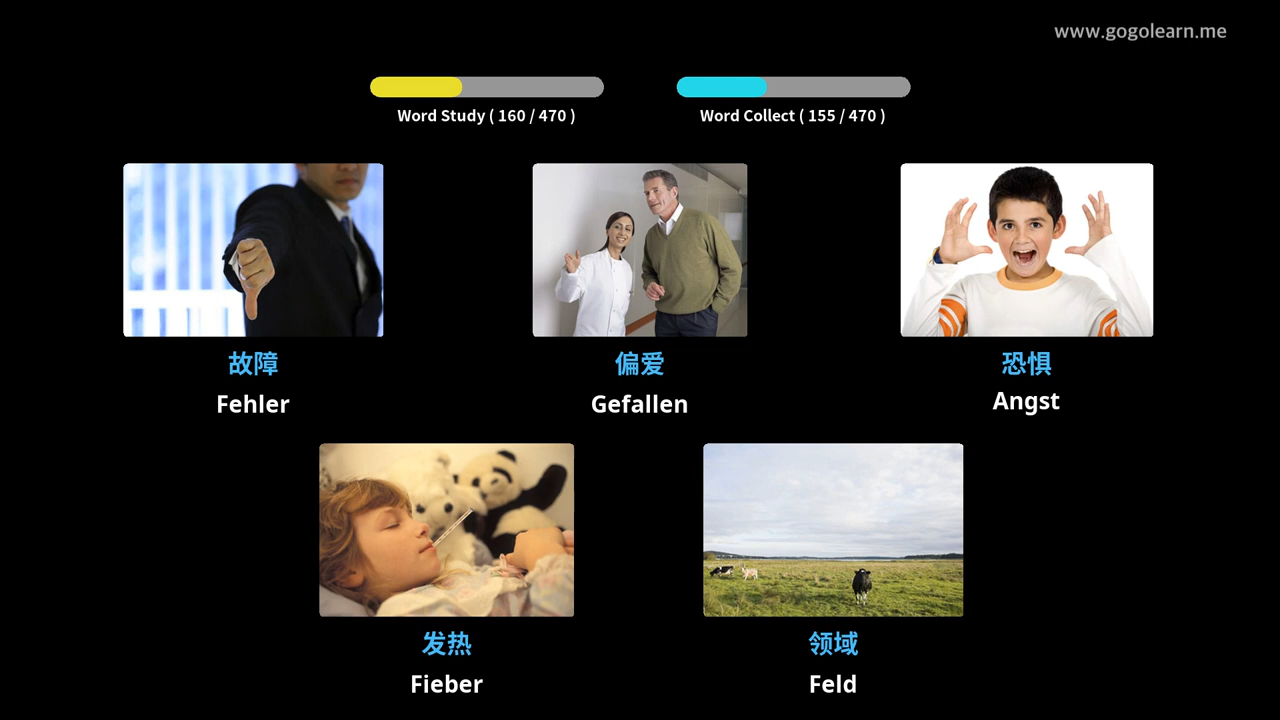 www.gogolearn.me
Word Study ( 160 / 470 )
Word Collect ( 155 / 470 )
故障
Fehler
偏爱
Gefallen
恐惧
Angst
发热
Fieber
领域
Feld